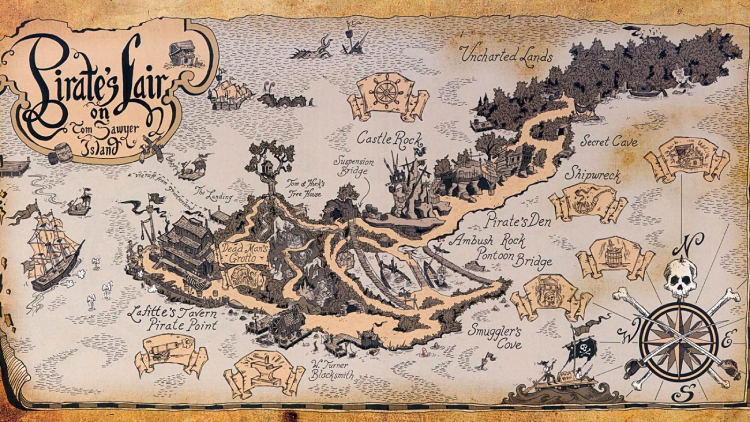 Pirate's Lair
on
Tom Sawyer
Island
Uncharted Lands
Castle Rock
Secret Cave
Suspension
Bridge
Shipwreck
The Landing
Tom & Huck's
Tree House
Pirate's Den
Ambush Rock
Pontoon Bridge
Dead Man's
Grotto
Lafitte's Tavern -
Pirate Point
Smuggler's
Cove
W. Turner
Blacksmith
N
W
E
S